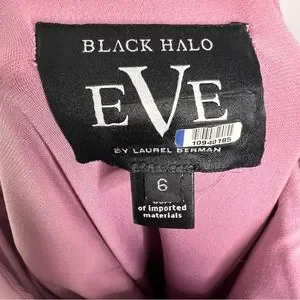 BLACK HALO
EVE
10940185
BY LAUREL BERMAN
6
of imported
materials